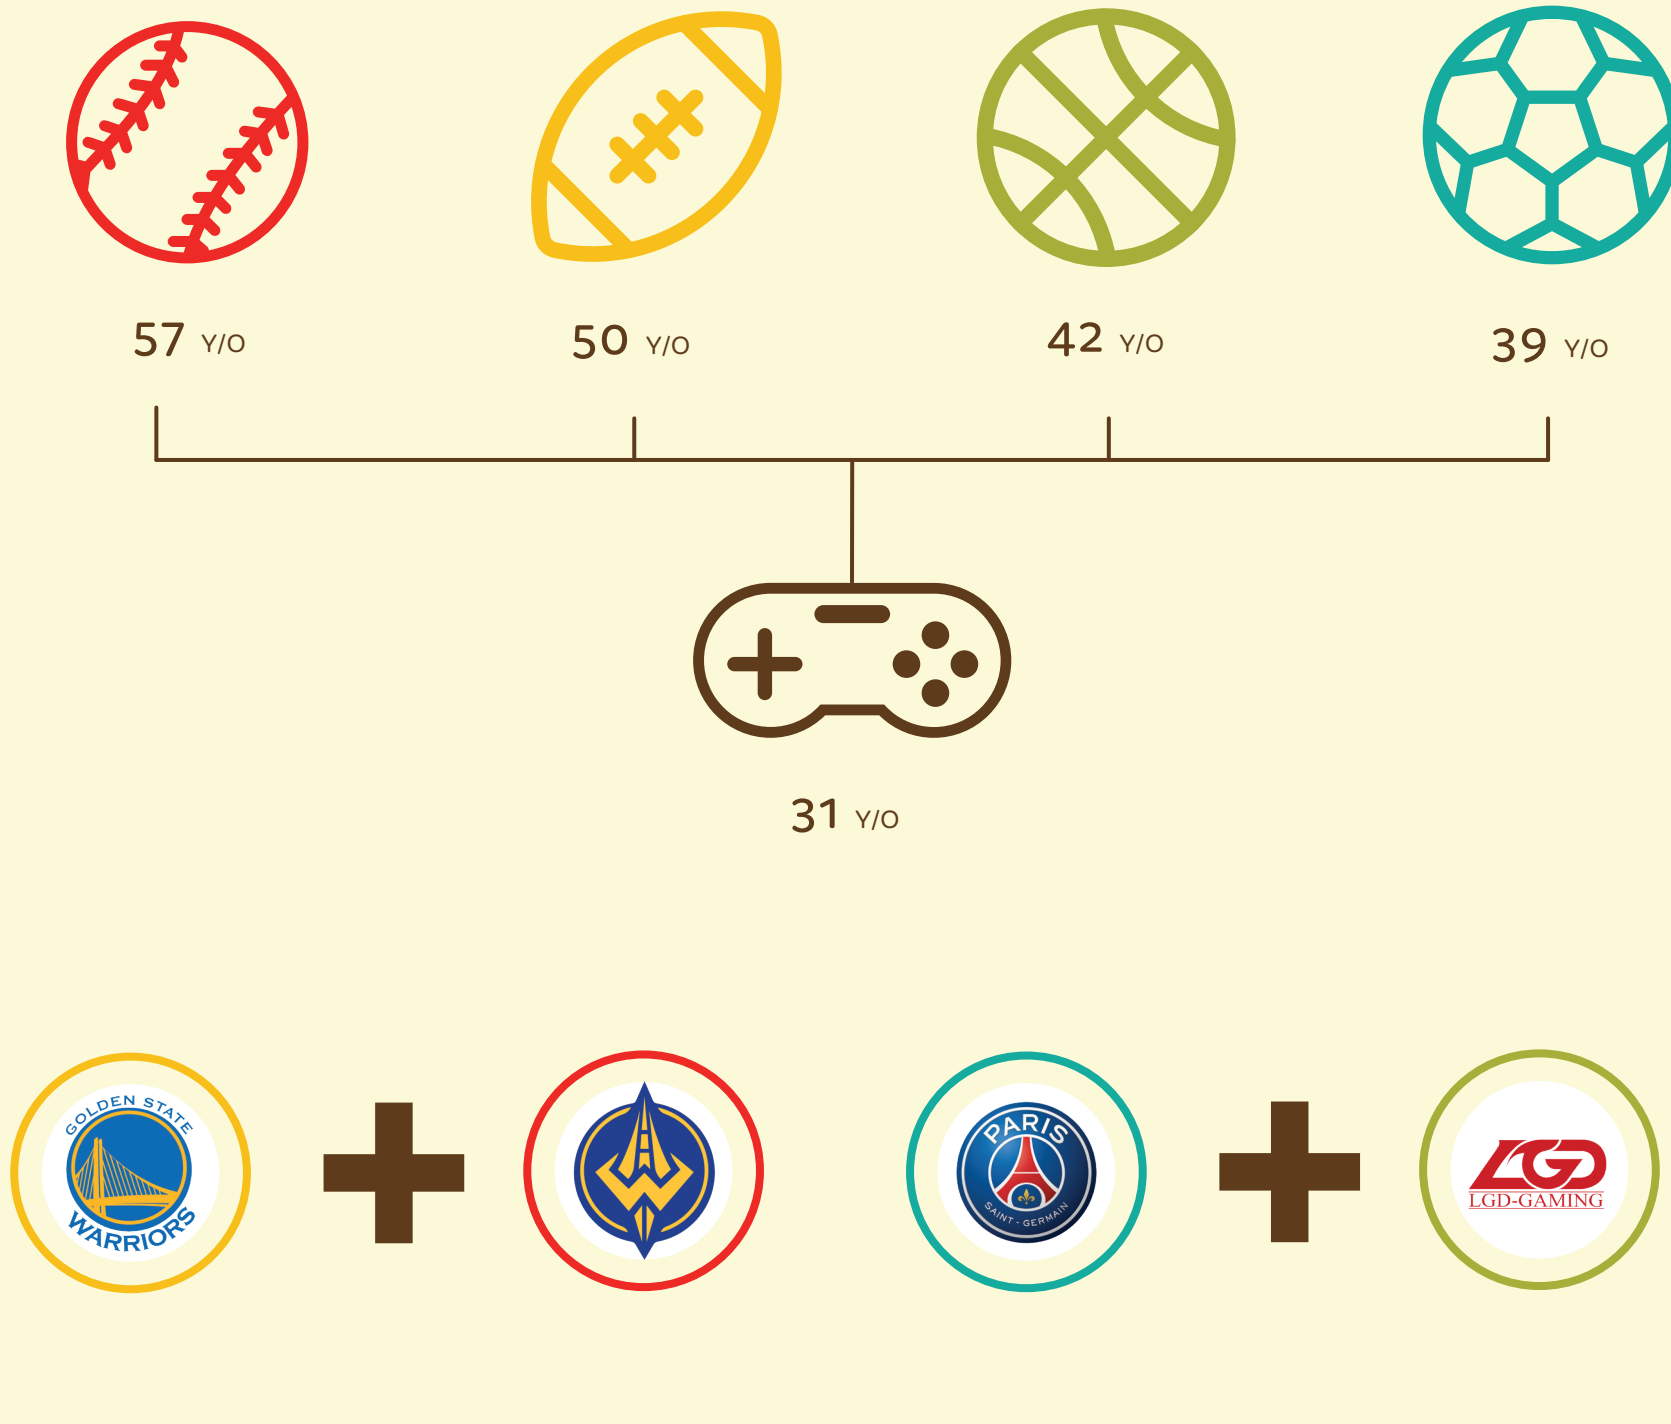 57 Y/O
50 Y/O
42 Y/O
39 Y/O
31 Y/O
GOLDEN STATE
WARRIORS
PARIS
SAINT - GERMAIN
LGD
LGD-GAMING